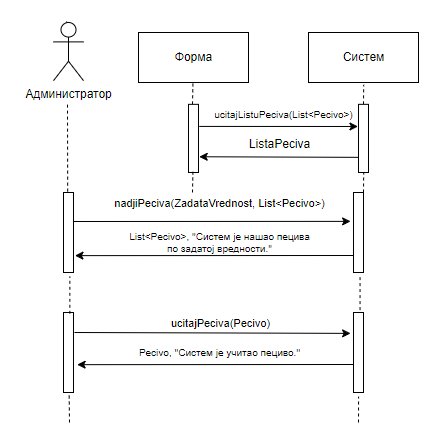 Администратор
Форма
Систем
ucitajListuPeciva(List<Pecivo>)
ListaPeciva
nadjiPeciva(ZadataVrednost, List<Pecivo>)
List<Pecivo>, "Систем је нашао пецива
по задатој вредности."
ucitajPeciva(Pecivo)
Pecivo, "Систем је учитао пециво."